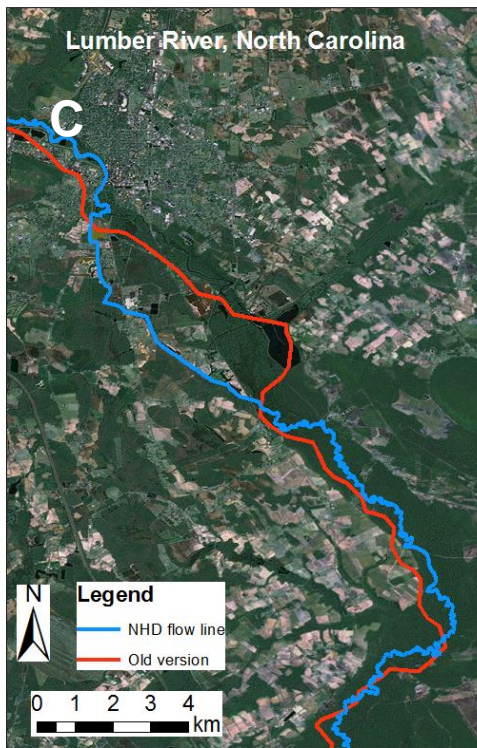 Lumber River, North Carolina
C
N
Legend
NHD flow line
Old version
0 1 2 3 4
km